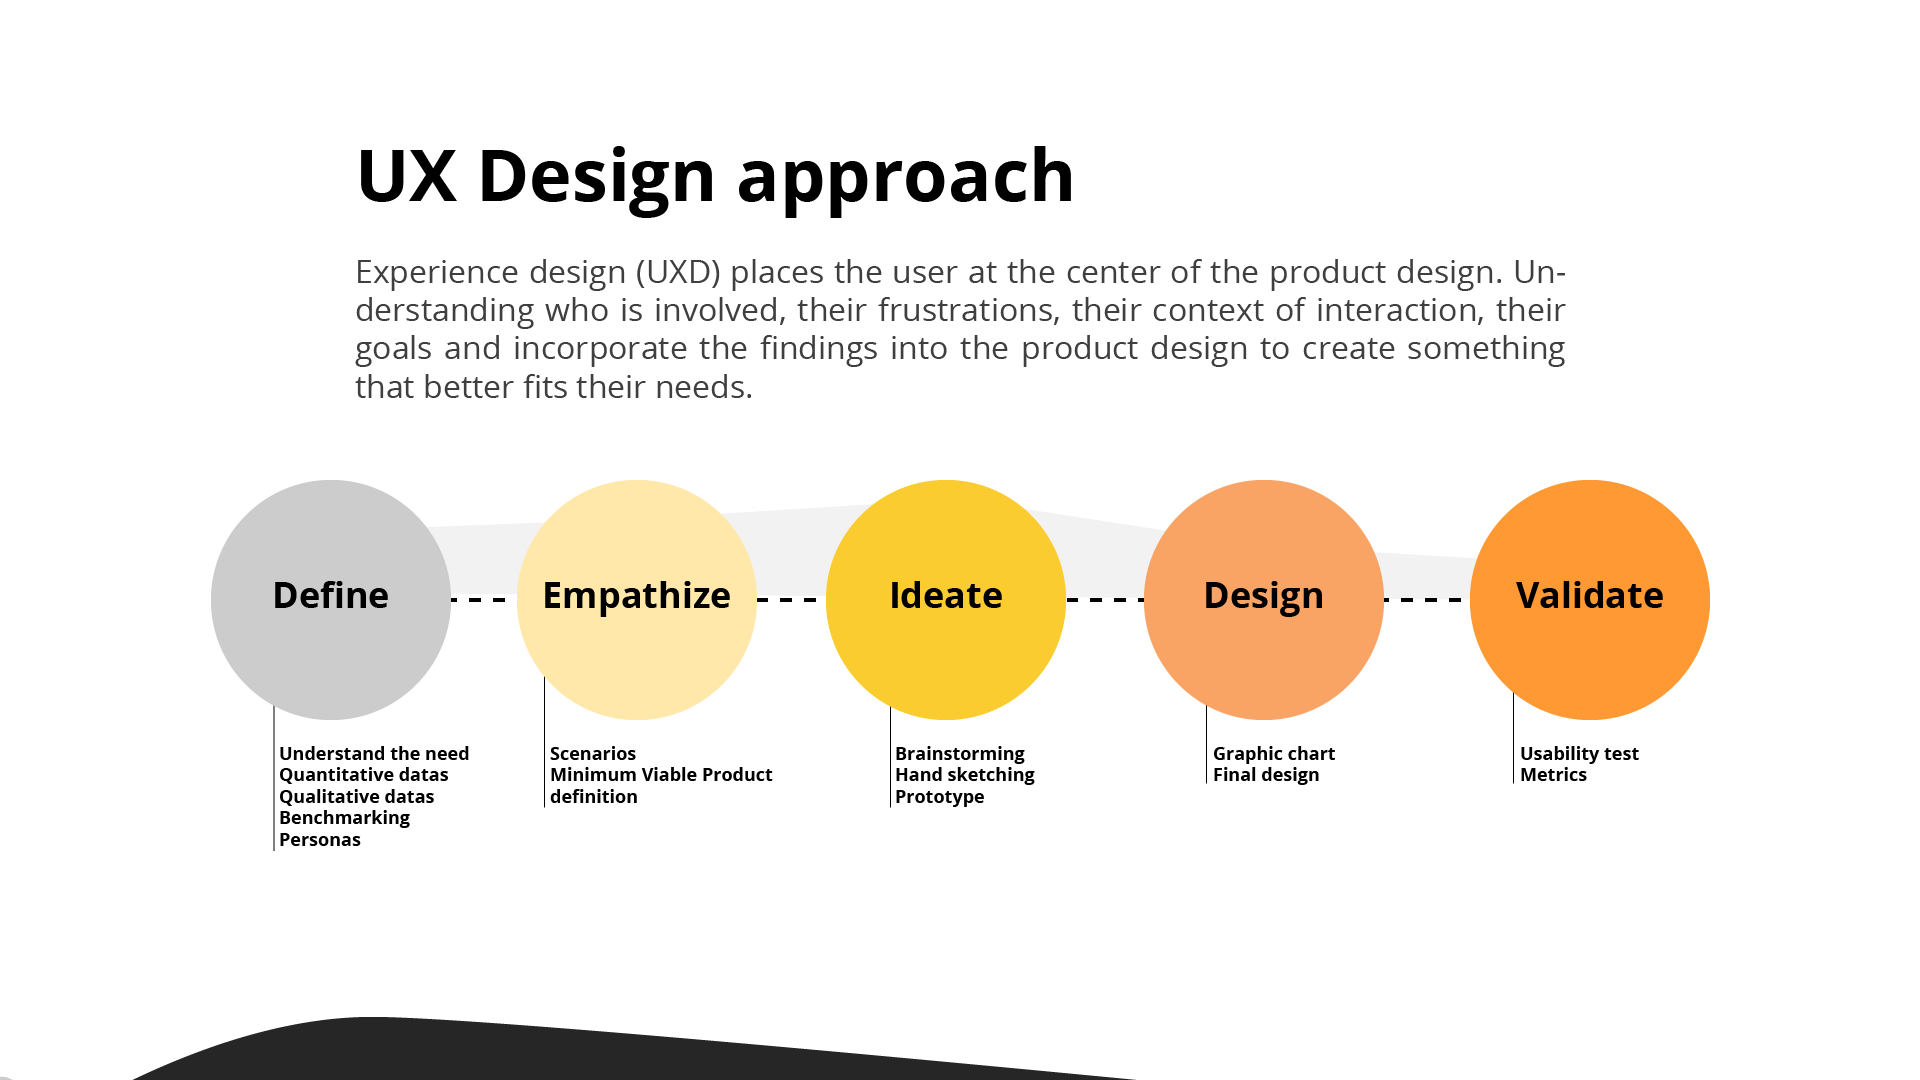 UX Design approach
Experience design (UXD) places the user at the center of the product design. Un-
derstanding who is involved, their frustrations, their context of interaction, their
goals and incorporate the findings into the product design to create something
that better fits their needs.
Define
Empathize
Ideate
Design
Validate
Understand the need
Quantitative datas
Qualitative datas
Benchmarking
Personas
Scenarios
Minimum Viable Product
definition
Brainstorming
Hand sketching
Prototype
Graphic chart
Final design
Usability test
Metrics